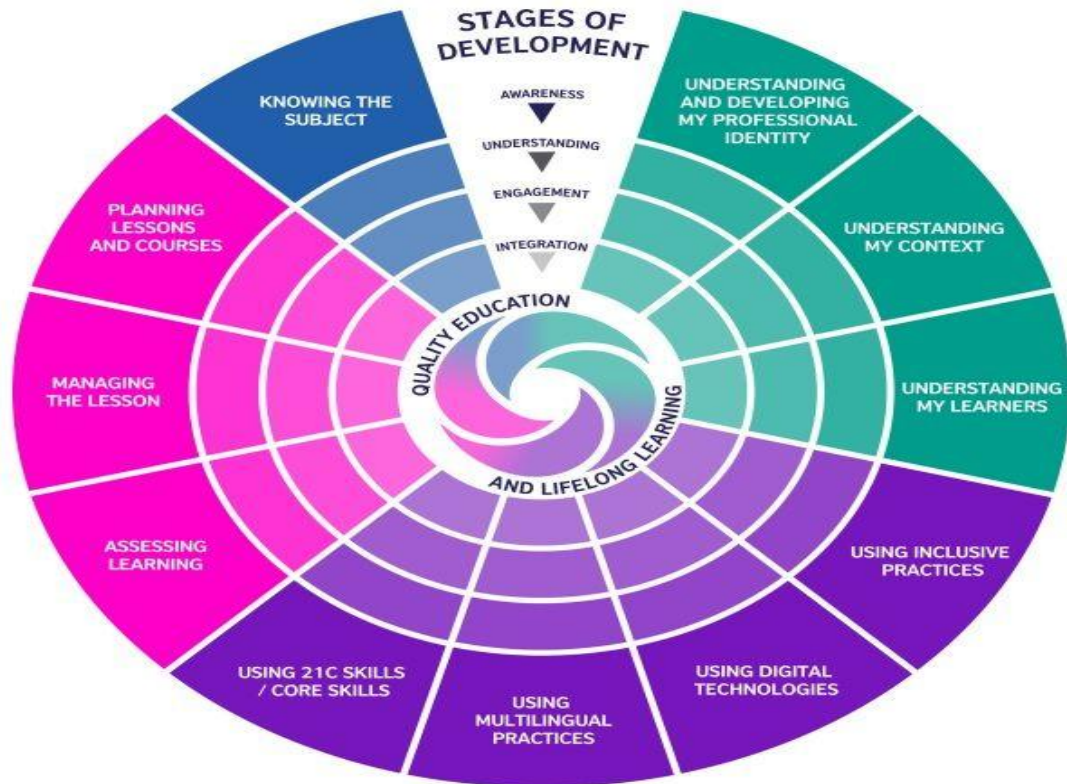 STAGES OF
DEVELOPMENT
AWARENESS
UNDERSTANDING
ENGAGEMENT
INTEGRATION
UNDERSTANDING
AND DEVELOPING
MY PROFESSIONAL
IDENTITY
UNDERSTANDING
MY CONTEXT
UNDERSTANDING
MY LEARNERS
USING INCLUSIVE
PRACTICES
USING DIGITAL
TECHNOLOGIES
USING
MULTILINGUAL
PRACTICES
USING 21C SKILLS
/ CORE SKILLS
ASSESSING
LEARNING
MANAGING
THE LESSON
PLANNING
LESSONS
AND COURSES
KNOWING THE
SUBJECT
QUALITY EDUCATION
AND LIFELONG LEARNING